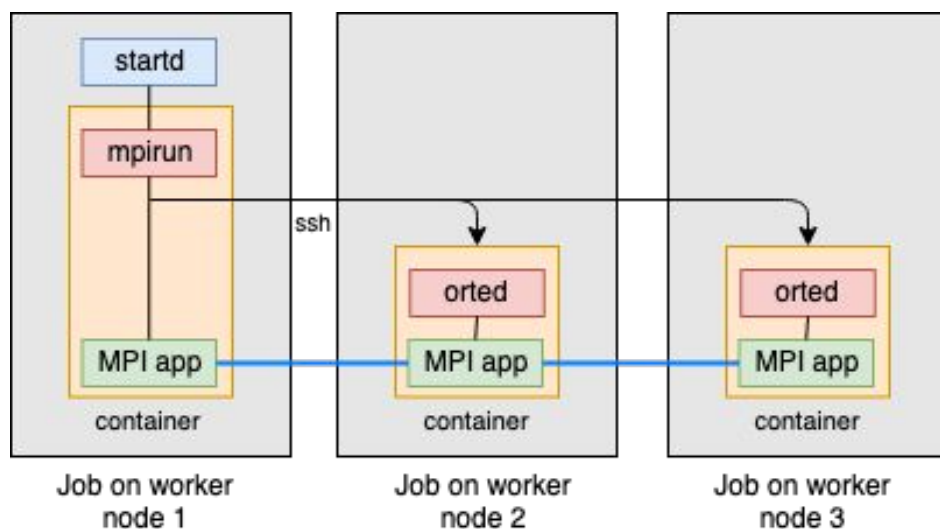 startd
mpirun
ssh
orted
orted
MPI app
MPI app
MPI app
container
container
container
Job on worker
node 1
Job on worker
node 2
Job on worker
node 3